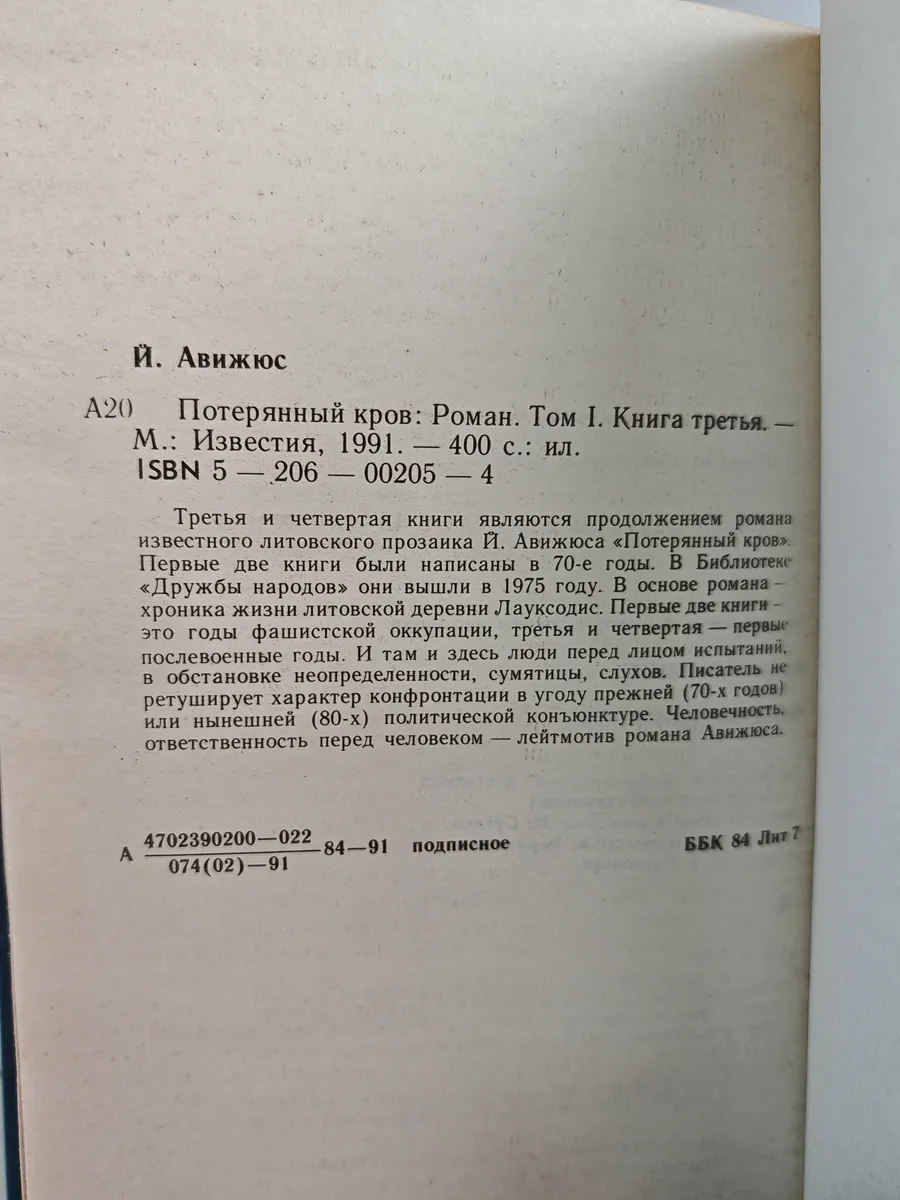 Й. Авижюс
А20 Потерянный кров: Роман. Том I. Книга третья. —
М.: Известия, 1991. — 400 с.: ил.
ISBN 5 — 206 — 00205 — 4
Третья и четвертая книги являются продолжением романа
известного литовского прозаика Й. Авижюса «Потерянный кров».
Первые две книги были написаны в 70-е годы. В Библиотеке
«Дружбы народов» они вышли в 1975 году. В основе романа —
хроника жизни литовской деревни Лауксодис. Первые две книги —
это годы фашистской оккупации, третья и четвертая — первые
послевоенные годы. И там и здесь люди перед лицом испытаний,
в обстановке неопределенности, сумятицы, слухов. Писатель не
ретуширует характер конфронтации в угоду прежней (70-х годов)
или нынешней (80-х) политической конъюнктуре. Человечность,
ответственность перед человеком — лейтмотив романа Авижюса.
А 4702390200—022
074(02)—91
84—91 подписное ББК 84 Лит 7